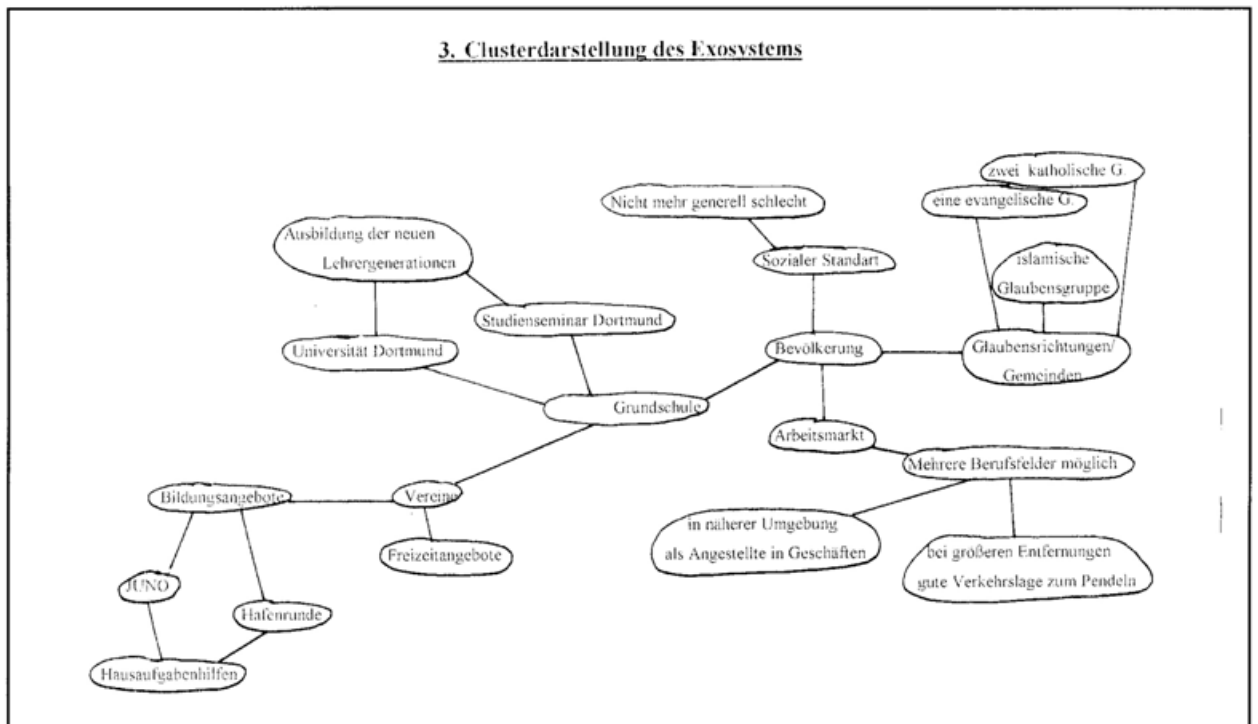 3. Clusterdarstellung des Exosystems
zwei katholische G.
Nicht mehr generell schlecht
eine evangelische G.
Ausbildung der neuen
Lehrergenerationen
Sozialer Standart
islamische
Glaubensgruppe
Studienseminar Dortmund
Universität Dortmund
Bevölkerung
Glaubensrichtungen/
Gemeinden
Grundschule
Arbeitsmarkt
Mehrere Berufsfelder möglich
Bildungsangebote
Vereine
in näherer Umgebung
als Angestellte in Geschäften
Freizeitangebote
bei größeren Entfernungen
gute Verkehrslage zum Pendeln
JUNO
Hafenrunde
Hausaufgabenhilfen